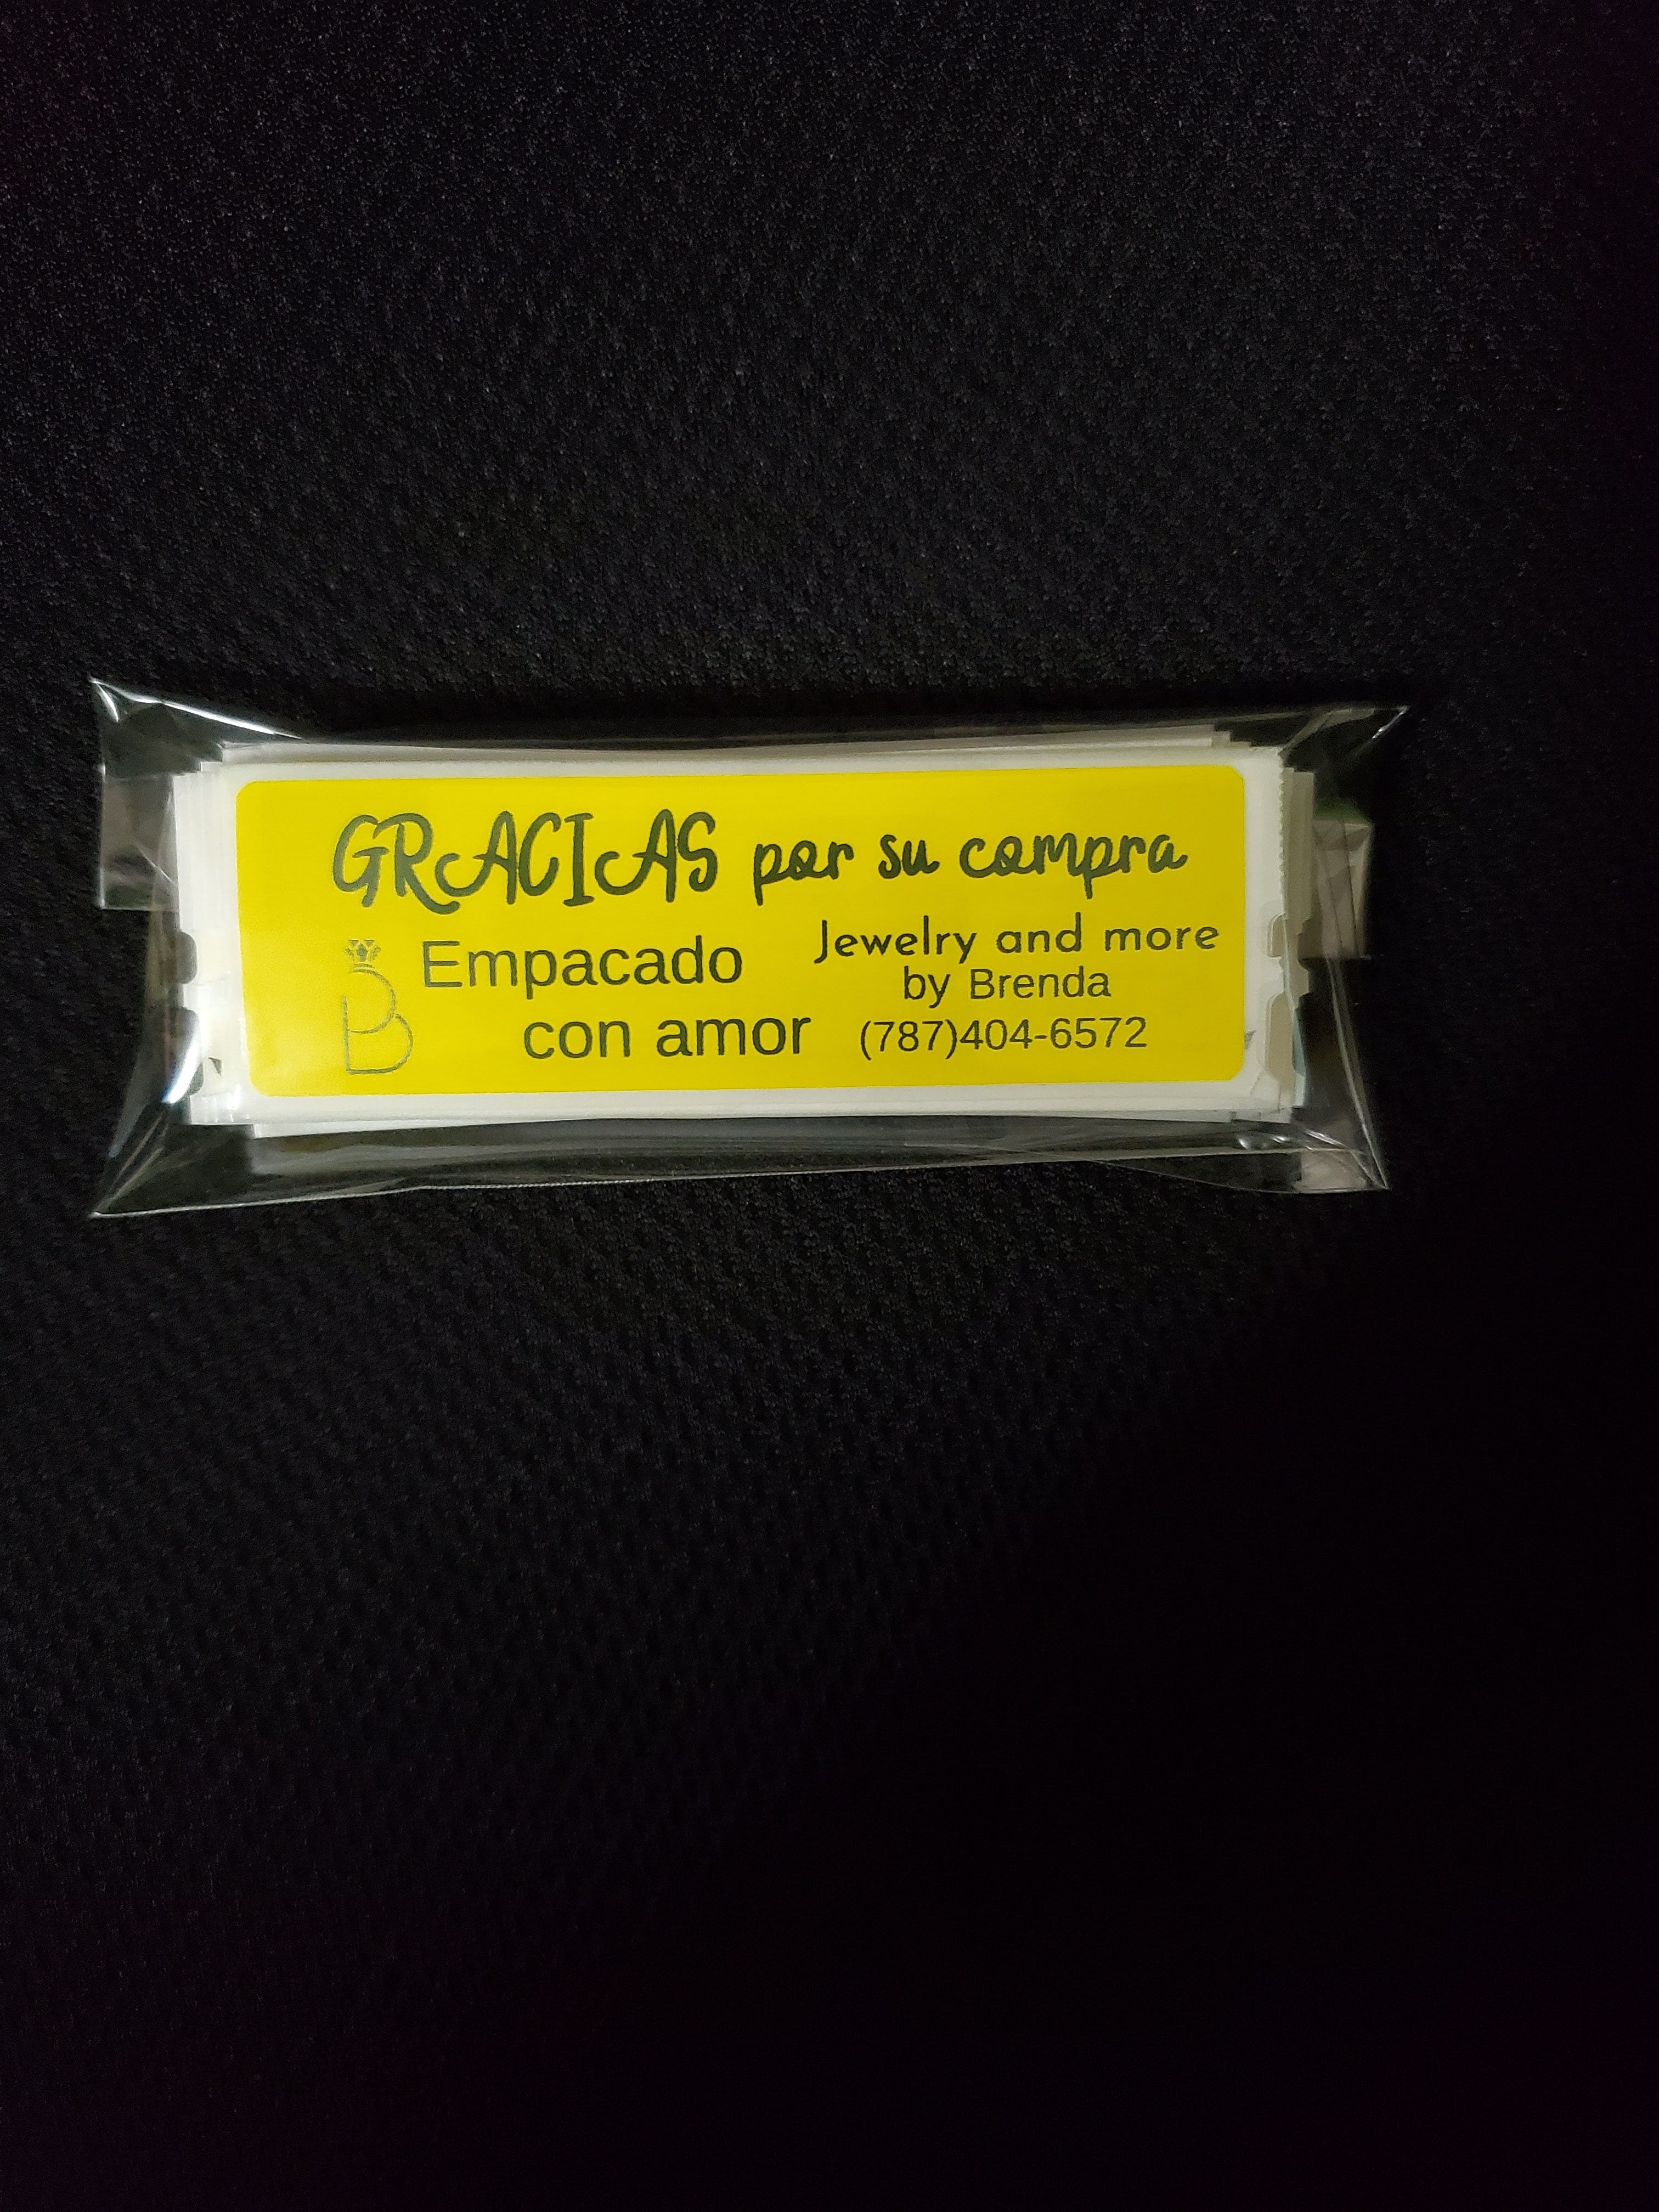 GRACIAS por su compra
B
Empacado
con amor
Jewelry and more
by Brenda
(787)404-6572